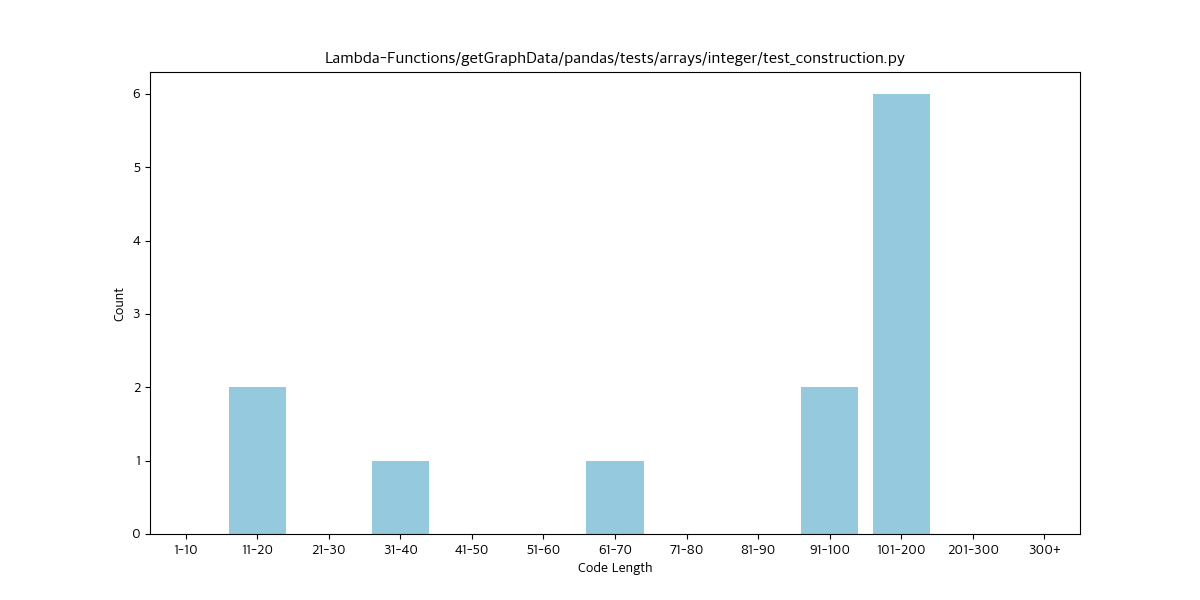 Lambda-Functions/getGraphData/pandas/tests/arrays/integer/test_construction.py
6
5
4
3
2
1
0
Count
1-10 11-20 21-30 31-40 41-50 51-60 61-70 71-80 81-90 91-100 101-200 201-300 300+
Code Length